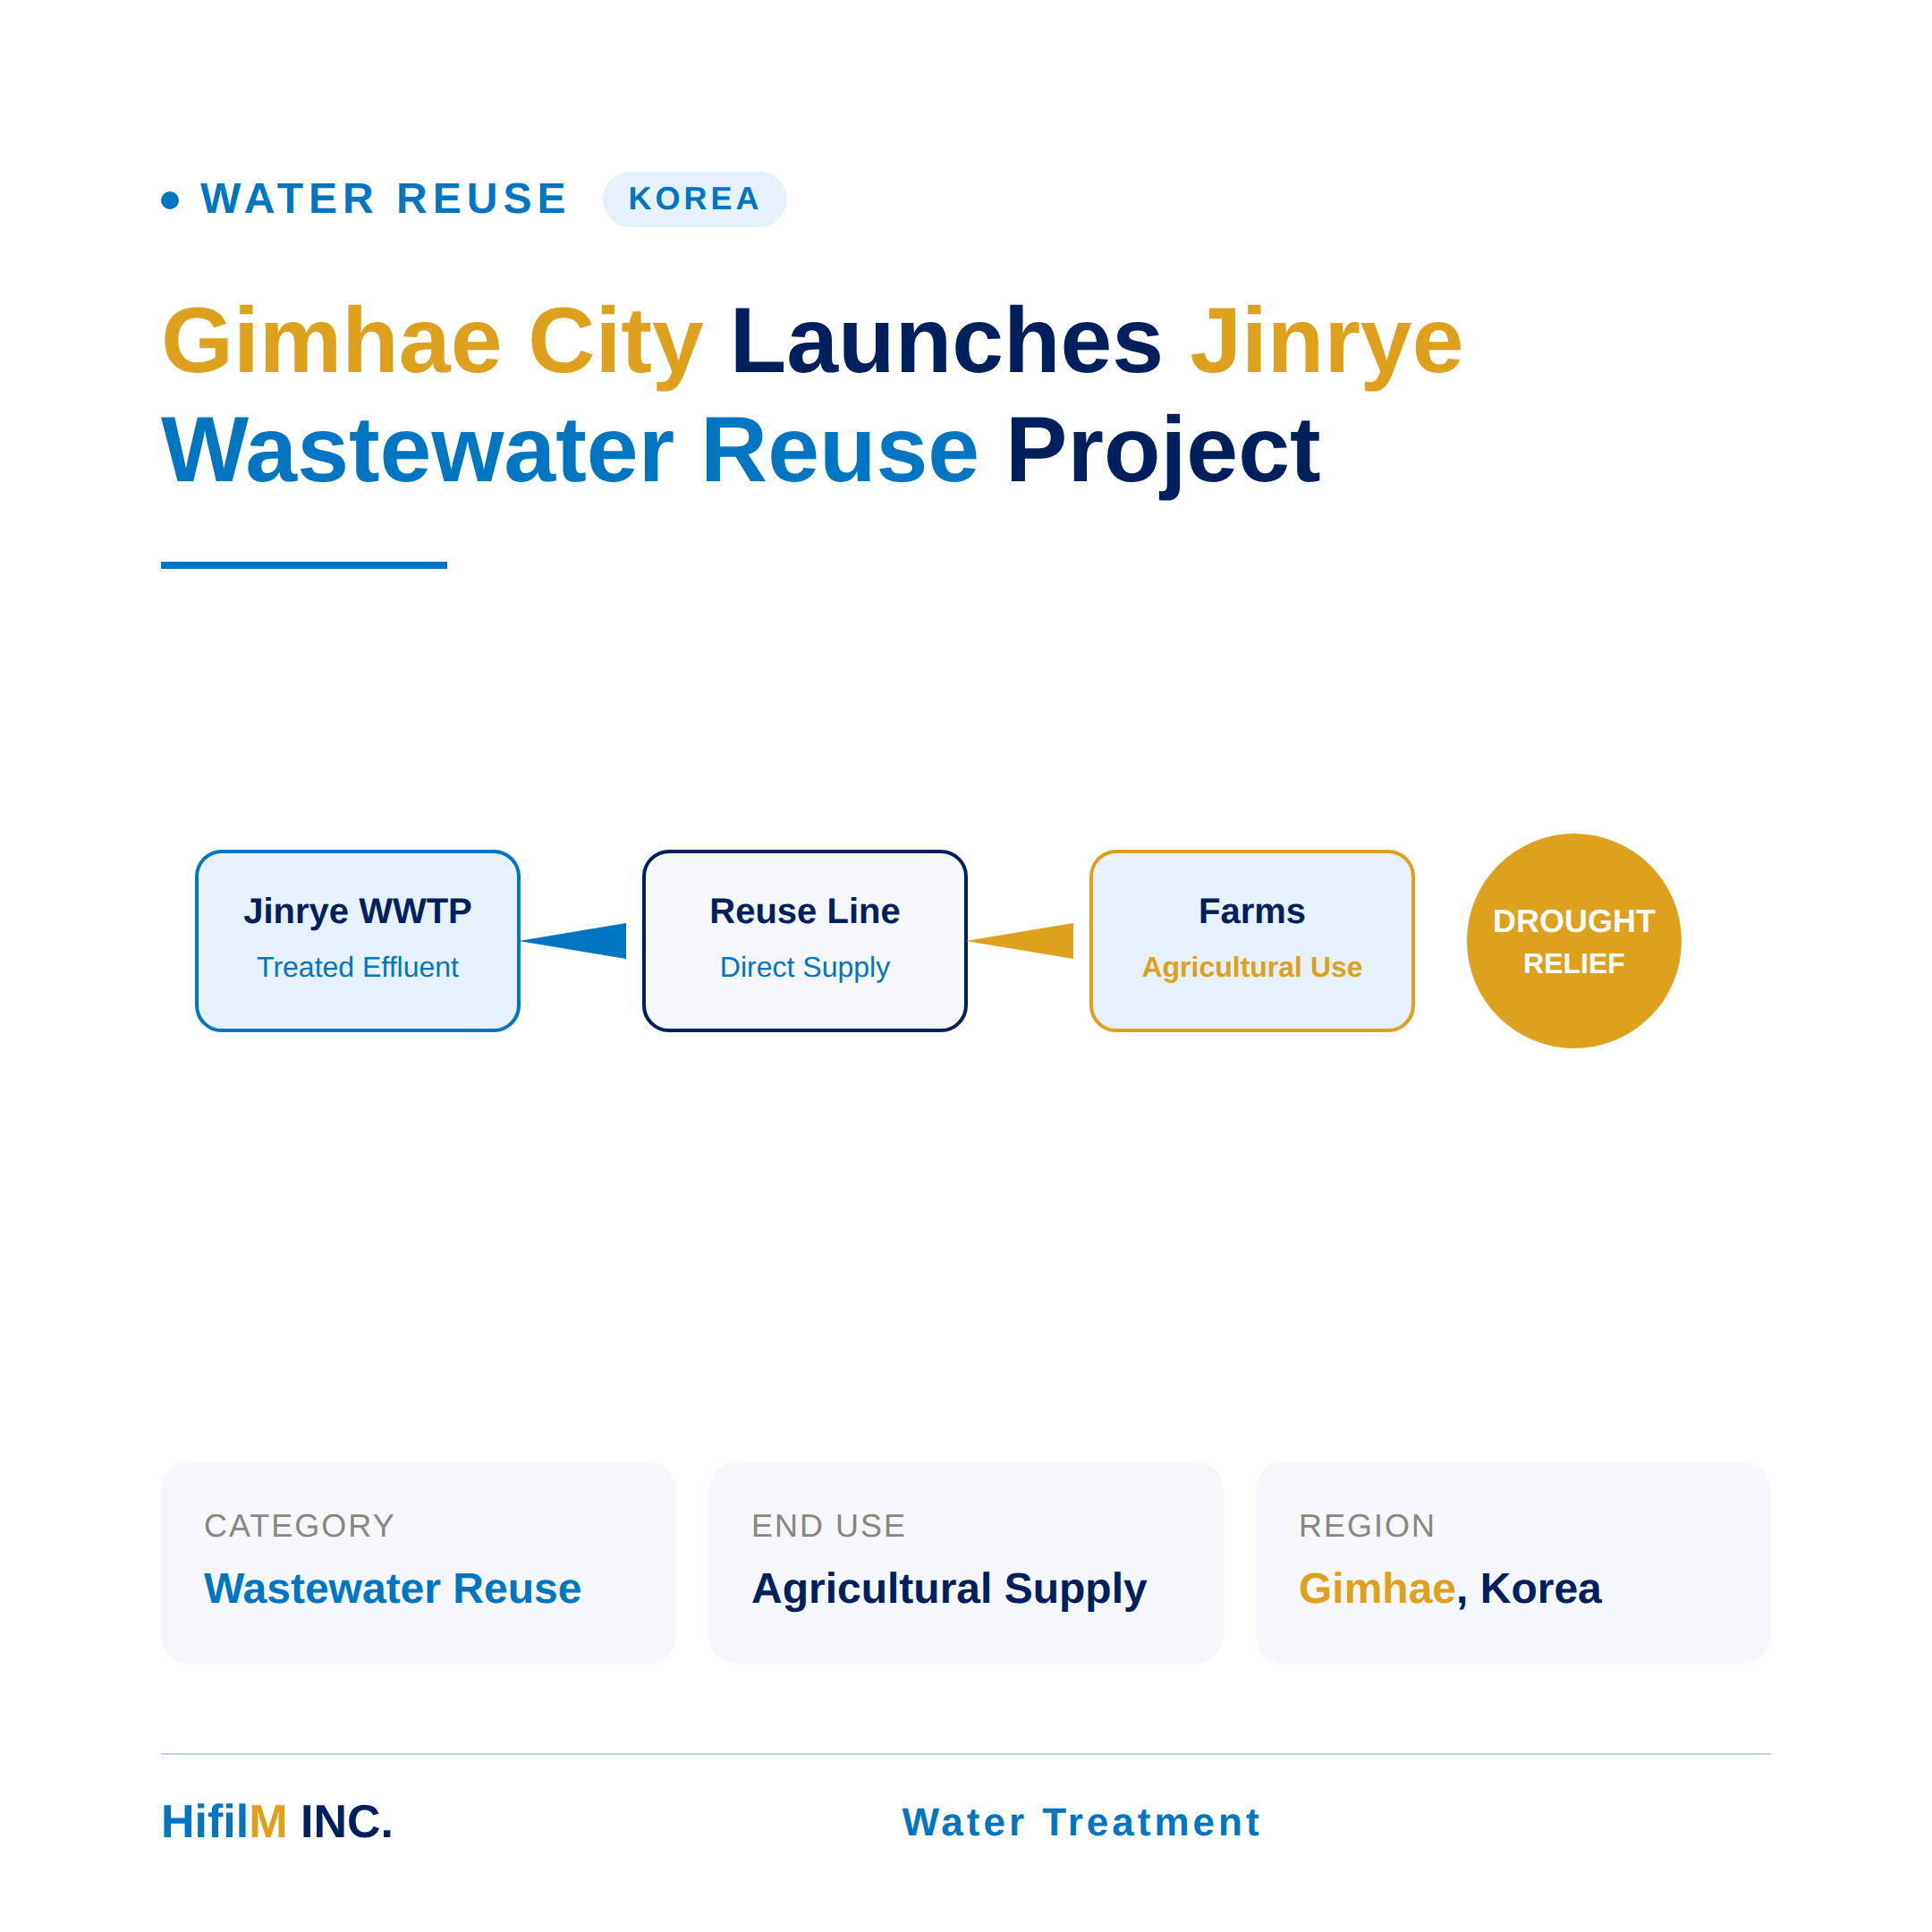 WATER REUSE KOREA
Gimhae City Launches Jinrye
Wastewater Reuse Project
Jinrye WWTP
Treated Effluent
Reuse Line
Direct Supply
Farms
Agricultural Use
DROUGHT
RELIEF
CATEGORY
Wastewater Reuse
END USE
Agricultural Supply
REGION
Gimhae, Korea
HifilM INC.
Water Treatment